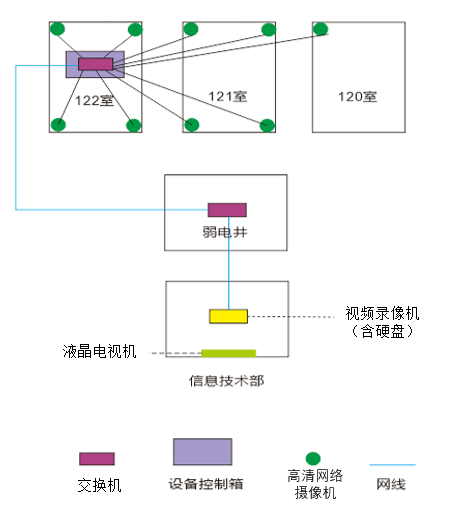 122室
121室
120室
弱电井
视频录像机
（含硬盘）
液晶电视机
信息技术部
交换机
设备控制箱
高清网络
摄像机
网线